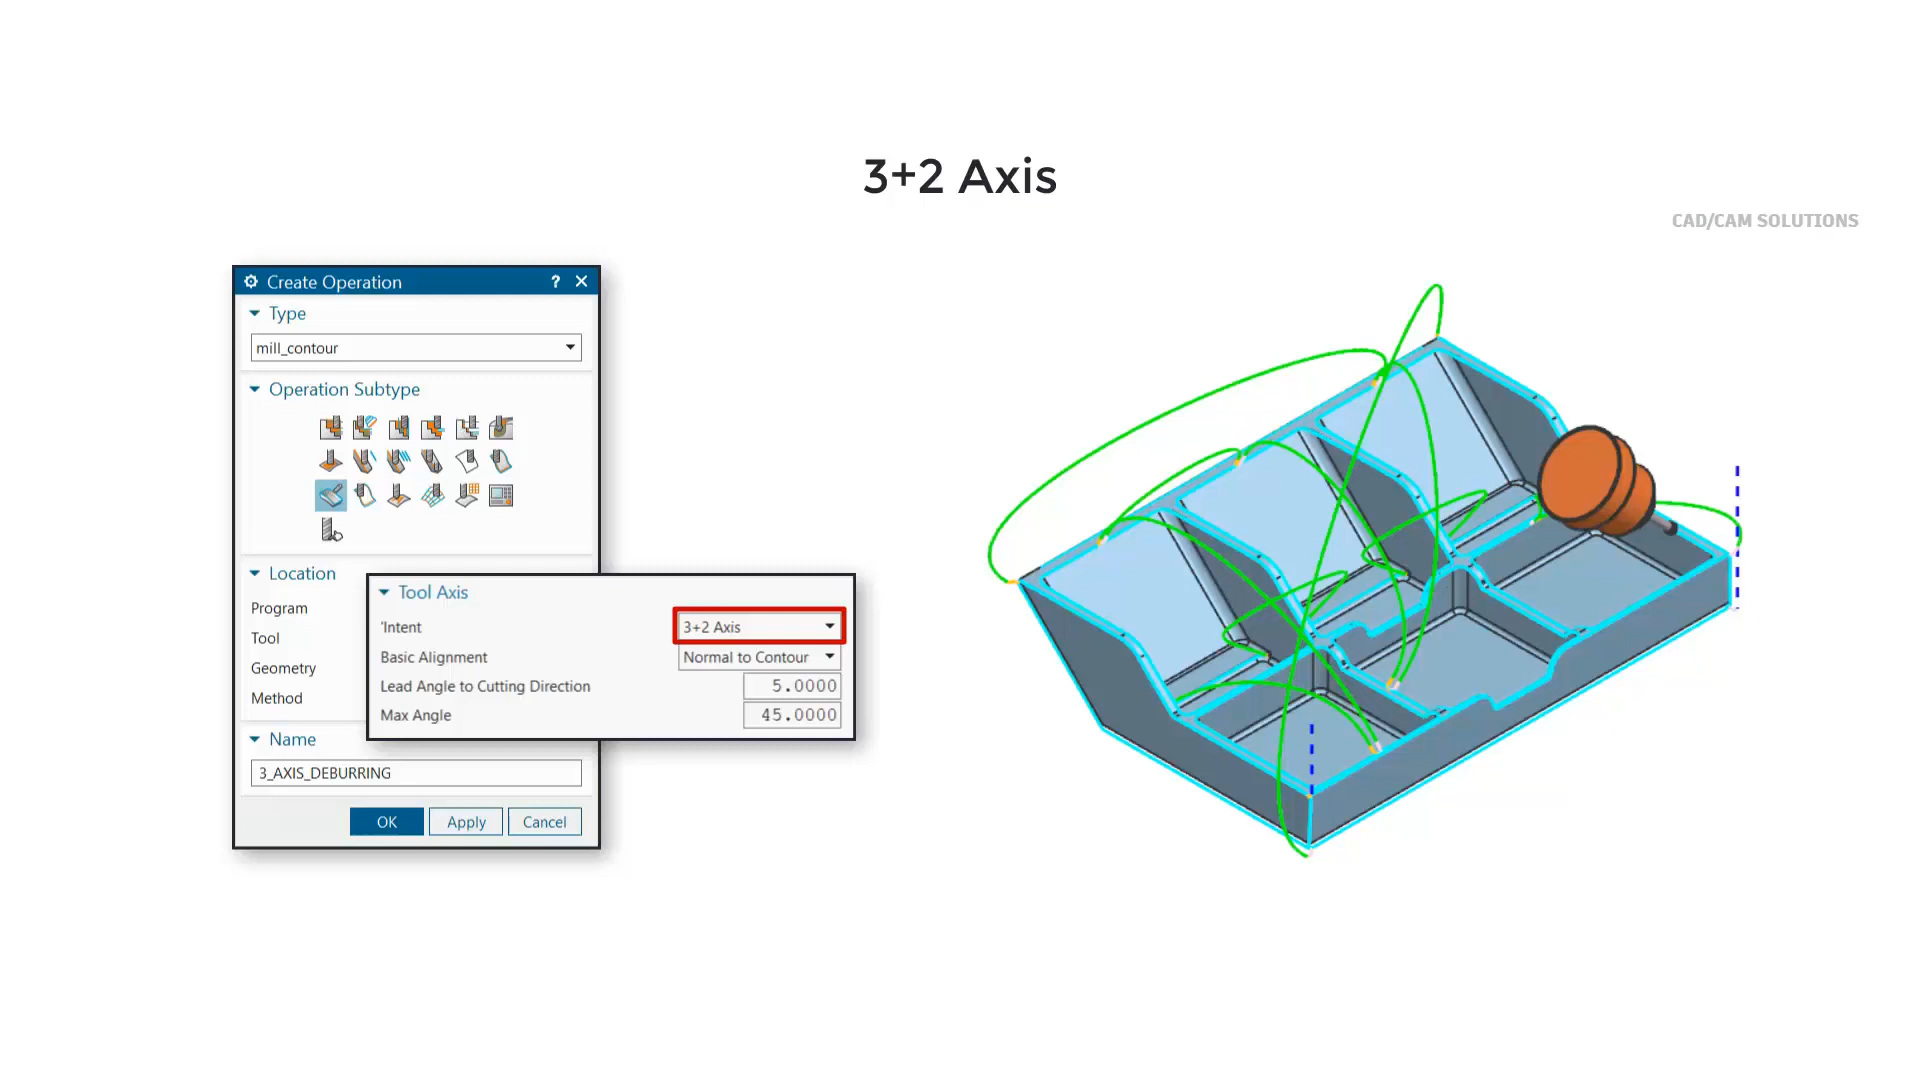 3+2 Axis
CAD/CAM SOLUTIONS
Create Operation ? ✕
Type
mill_contour
Operation Subtype
Location
Program
Tool
Geometry
Method
Tool Axis
'Intent 3+2 Axis
Basic Alignment Normal to Contour
Lead Angle to Cutting Direction 5.0000
Max Angle 45.0000
Name
3_AXIS_DEBURRING
OK Apply Cancel